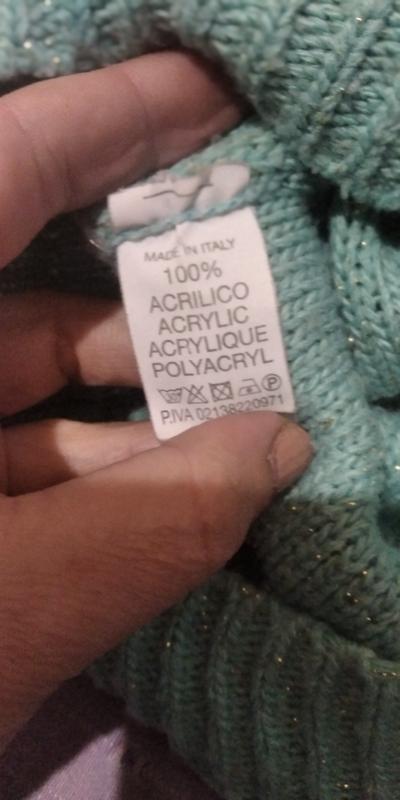 MADE IN ITALY
100%
ACRILICO
ACRYLIC
ACRYLIQUE
POLYACRYL
P
P.IVA 02138220971